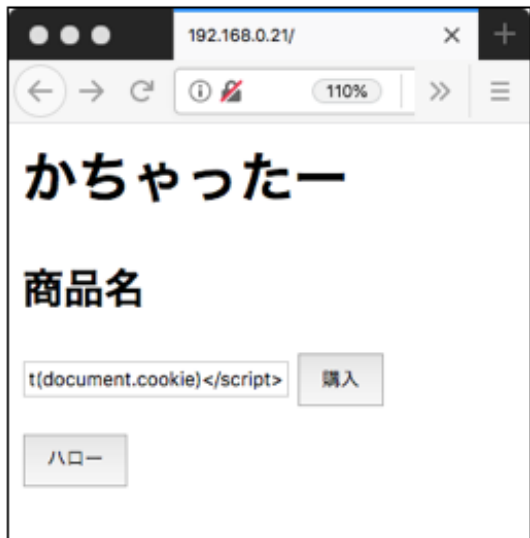 192.168.0.21/
110%
かちゃったー
商品名
t(document.cookie)</script>
購入
ハロー